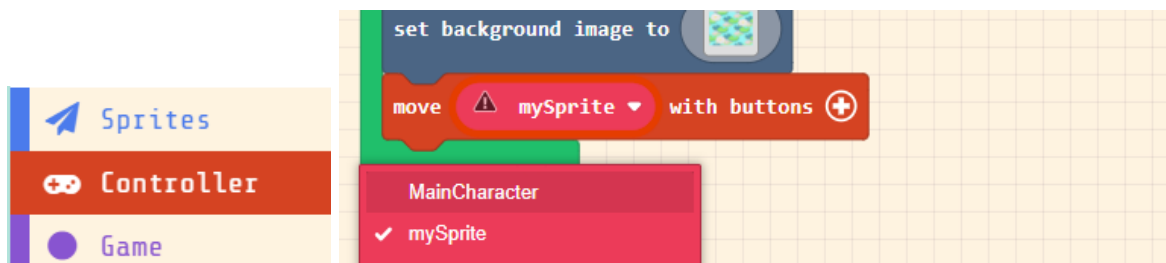 Sprites
Controller
Game
set background image to
move mySprite with buttons
MainCharacter
mySprite